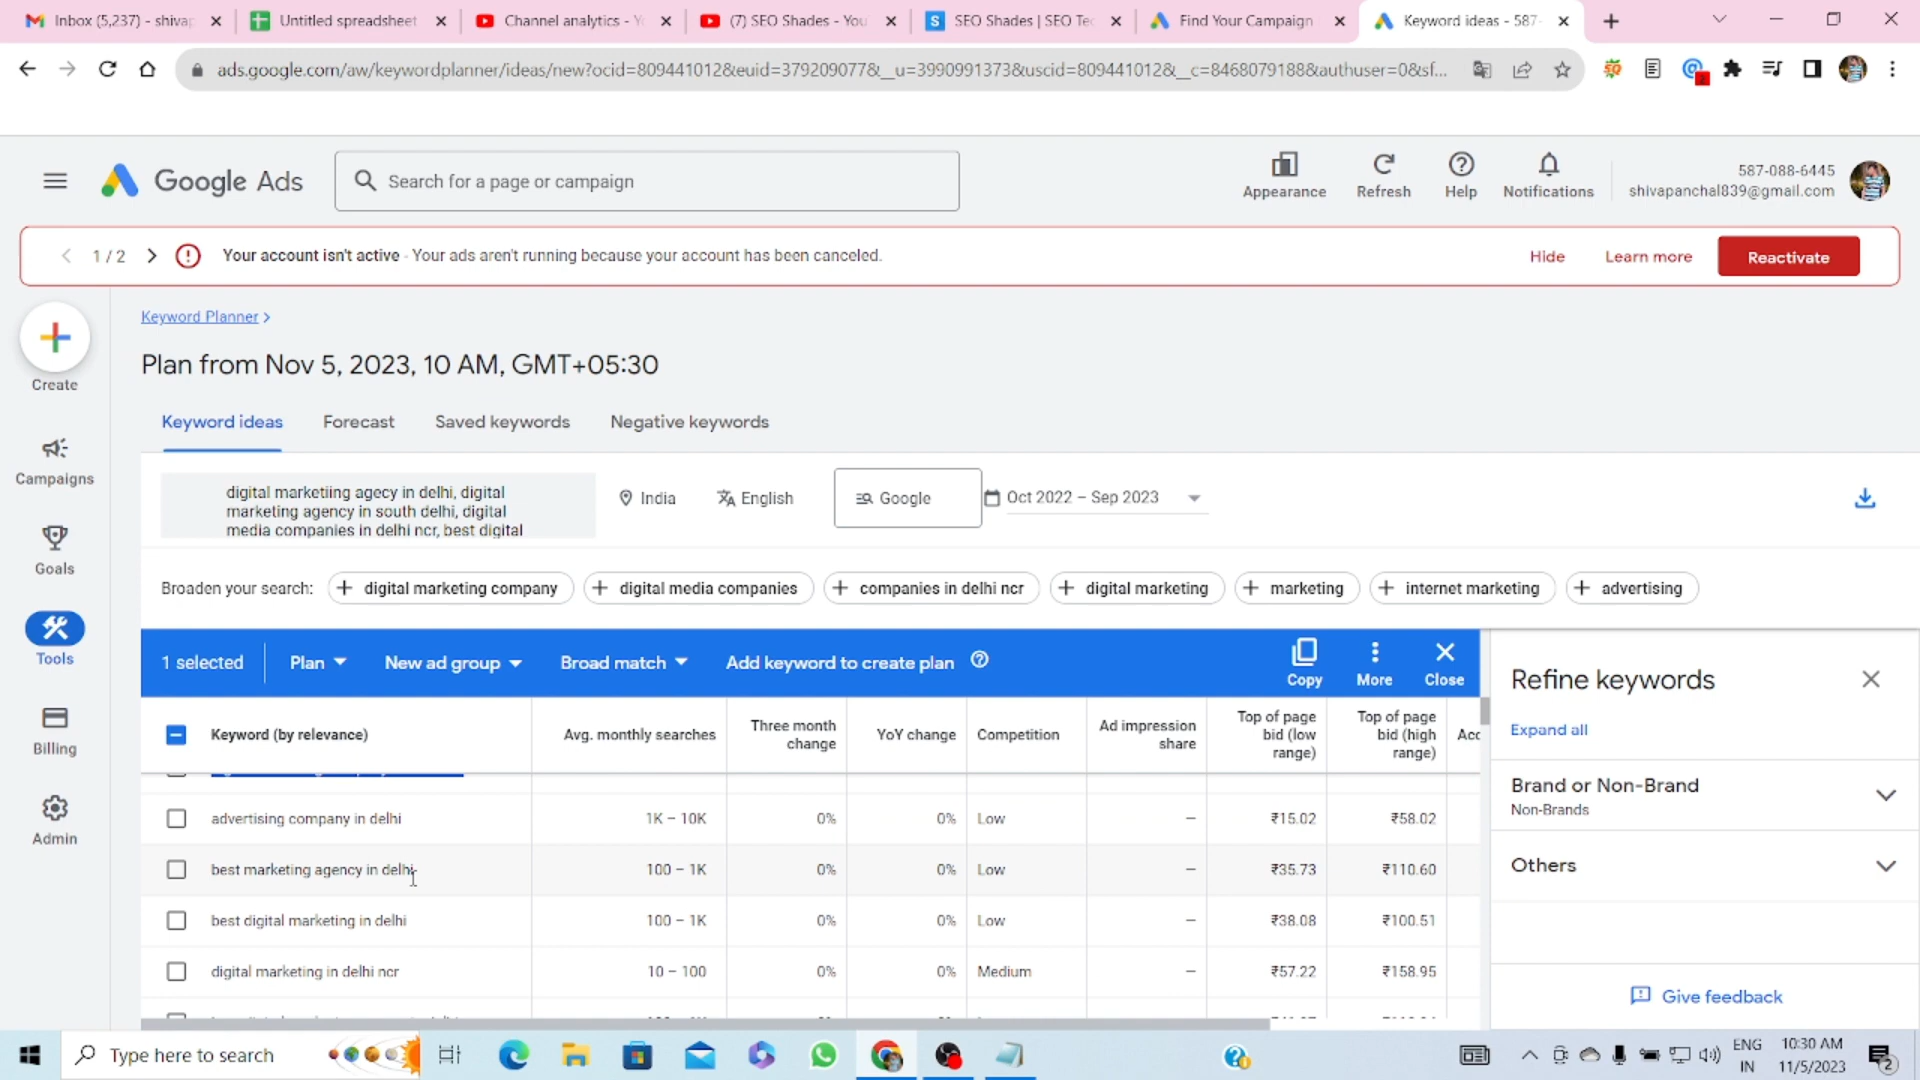 Inbox (5,237) - shivap
Untitled spreadsheet
Channel analytics - Y
(7) SEO Shades - You
SEO Shades | SEO Tec
Find Your Campaign
Keyword ideas - 587-
ads.google.com/aw/keywordplanner/ideas/new?ocid=809441012&euid=379209077&__u=3990991373&uscid=809441012&__c=8468079188&authuser=0&sf...
Google Ads
Search for a page or campaign
Appearance
Refresh
Help
Notifications
587-088-6445
shivapanchal839@gmail.com
1 / 2
Your account isn't active - Your ads aren't running because your account has been canceled.
Hide
Learn more
Reactivate
Create
Campaigns
Goals
Tools
Billing
Admin
Keyword Planner >
Plan from Nov 5, 2023, 10 AM, GMT+05:30
Keyword ideas
Forecast
Saved keywords
Negative keywords
digital marketiing agecy in delhi, digital
marketing agency in south delhi, digital
media companies in delhi ncr, best digital
India
English
Google
Oct 2022 – Sep 2023
Broaden your search:
digital marketing company
digital media companies
companies in delhi ncr
digital marketing
marketing
internet marketing
advertising
1 selected
Plan
New ad group
Broad match
Add keyword to create plan
Copy
More
Close
Refine keywords
Expand all
Brand or Non-Brand
Non-Brands
Others
Give feedback
Keyword (by relevance)
Avg. monthly searches
Three month
change
YoY change
Competition
Ad impression
share
Top of page
bid (low
range)
Top of page
bid (high
range)
Acc
advertising company in delhi 1K – 10K 0% 0% Low – ₹15.02 ₹58.02
best marketing agency in delhi 100 – 1K 0% 0% Low – ₹35.73 ₹110.60
best digital marketing in delhi 100 – 1K 0% 0% Low – ₹38.08 ₹100.51
digital marketing in delhi ncr 10 – 100 0% 0% Medium – ₹57.22 ₹158.95
Type here to search
ENG
IN
10:30 AM
11/5/2023
2